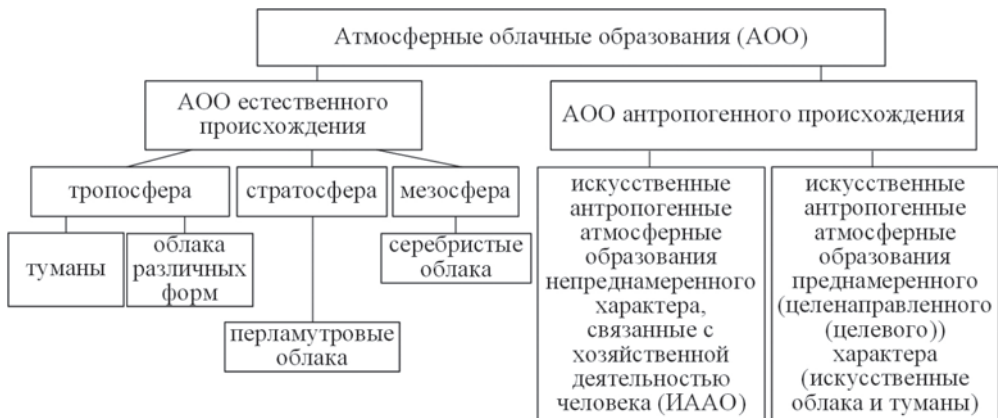 Атмосферные облачные образования (АОО)
АОО естественного
происхождения
АОО антропогенного происхождения
тропосфера
стратосфера
мезосфера
туманы
облака
различных
форм
серебристые
облака
перламутровые
облака
искусственные
антропогенные
атмосферные
образования
непреднамеренного
характера,
связанные с
хозяйственной
деятельностью
человека (ИААО)
искусственные
антропогенные
атмосферные
образования
преднамеренного
(целенаправленного
(целевого))
характера
(искусственные
облака и туманы)